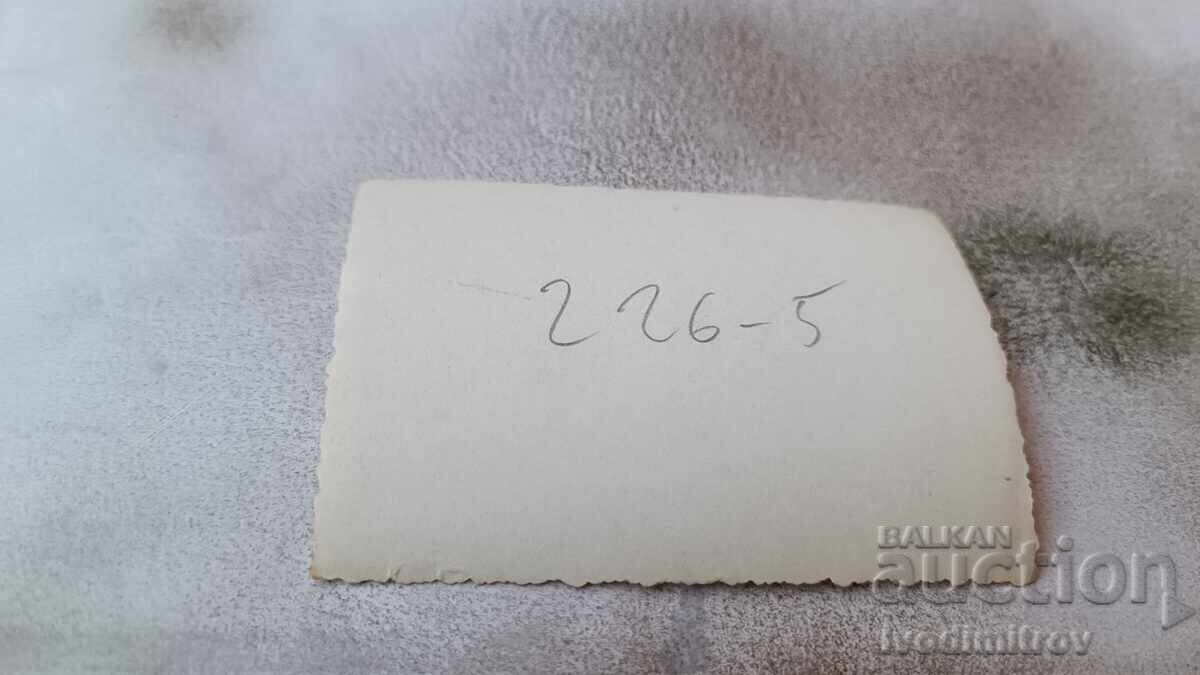 226-5
BALKAN
auction
ivodimitrov